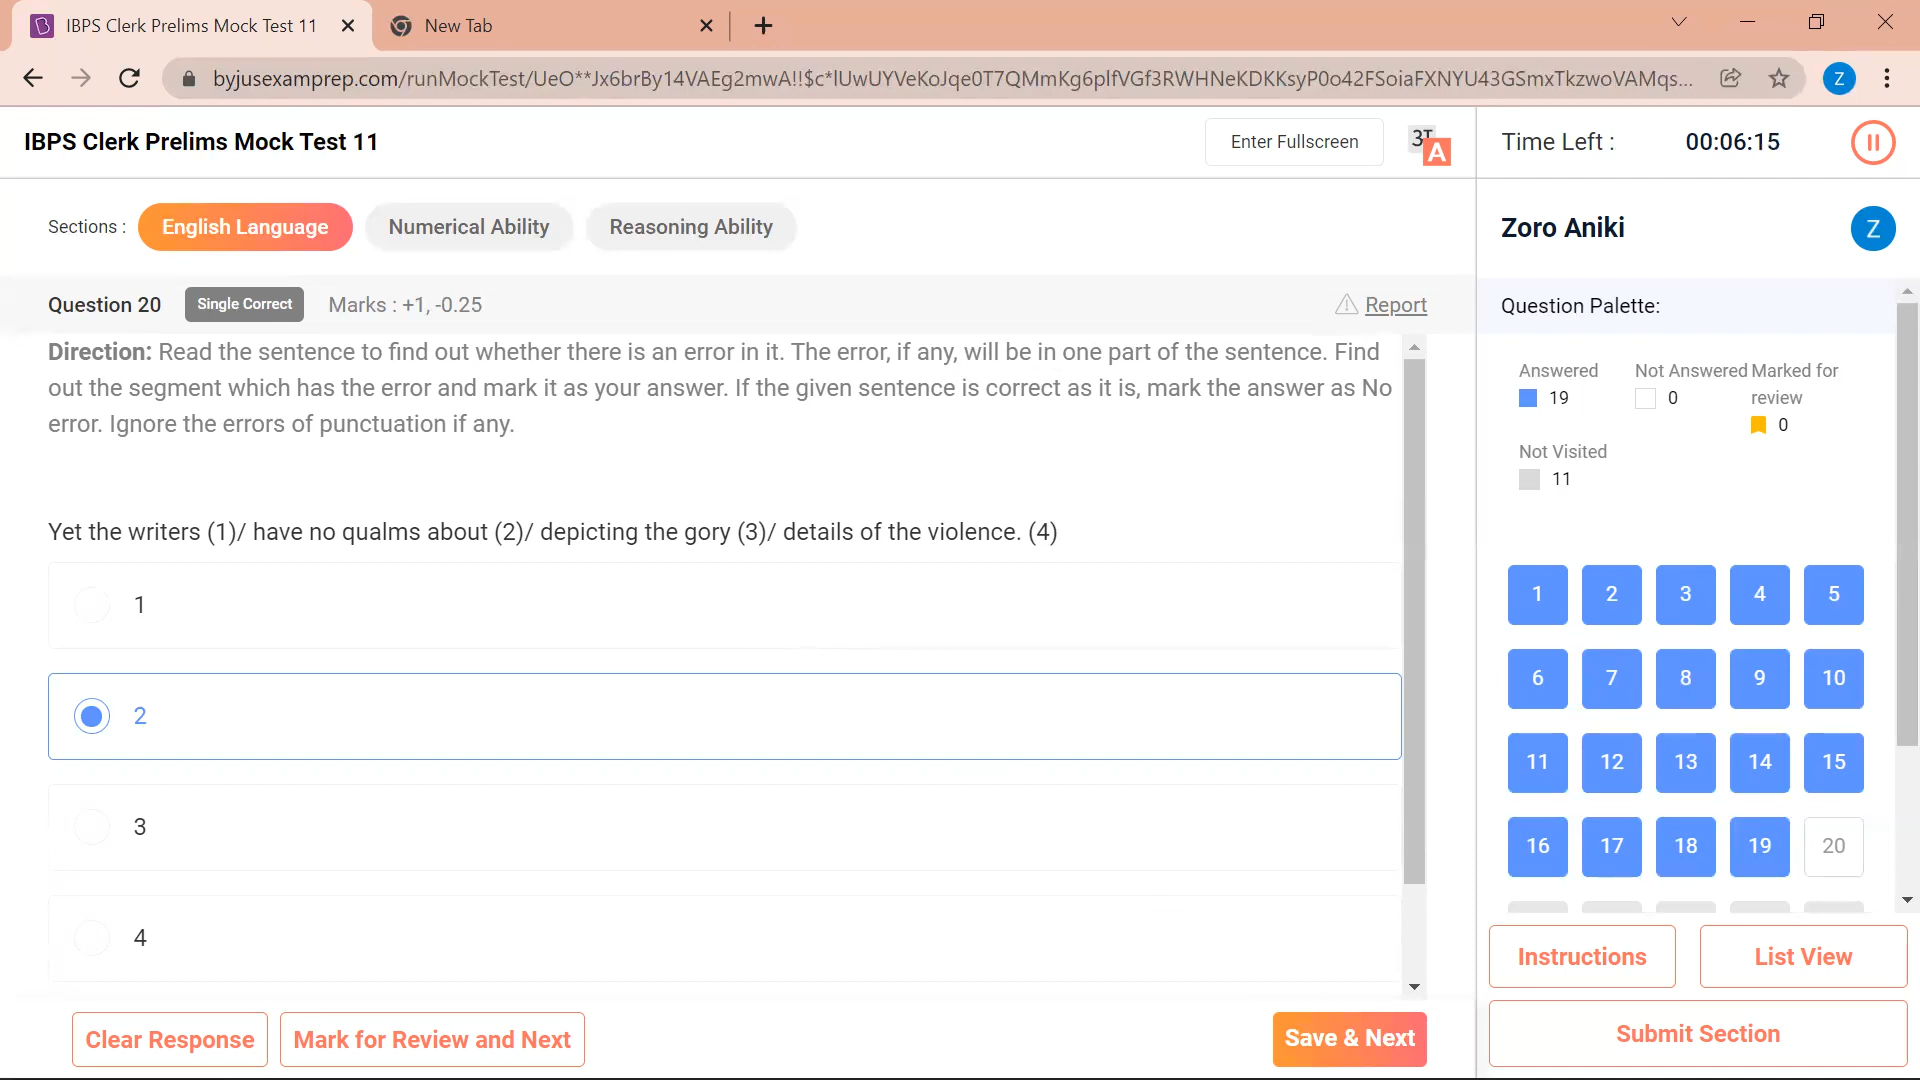 IBPS Clerk Prelims Mock Test 11
New Tab
byjusexamprep.com/runMockTest/UeO**Jx6brBy14VAEg2mwA!!$c*lUwUYVeKoJqe0T7QMmKg6plfVGf3RWHNeKDKKsyP0o42FSoiaFXNYU43GSmxTkzwoVAMqs...
Z
IBPS Clerk Prelims Mock Test 11
Enter Fullscreen
A
Time Left :
00:06:15
Sections :
English Language
Numerical Ability
Reasoning Ability
Zoro Aniki
Z
Question 20
Single Correct
Marks : +1, -0.25
Report
Question Palette:
Direction: Read the sentence to find out whether there is an error in it. The error, if any, will be in one part of the sentence. Find
out the segment which has the error and mark it as your answer. If the given sentence is correct as it is, mark the answer as No
error. Ignore the errors of punctuation if any.
Yet the writers (1)/ have no qualms about (2)/ depicting the gory (3)/ details of the violence. (4)
1
2
3
4
Answered
19
Not Answered
0
Marked for
review
0
Not Visited
11
1 2 3 4 5
6 7 8 9 10
11 12 13 14 15
16 17 18 19 20
Clear Response
Mark for Review and Next
Save & Next
Instructions
List View
Submit Section